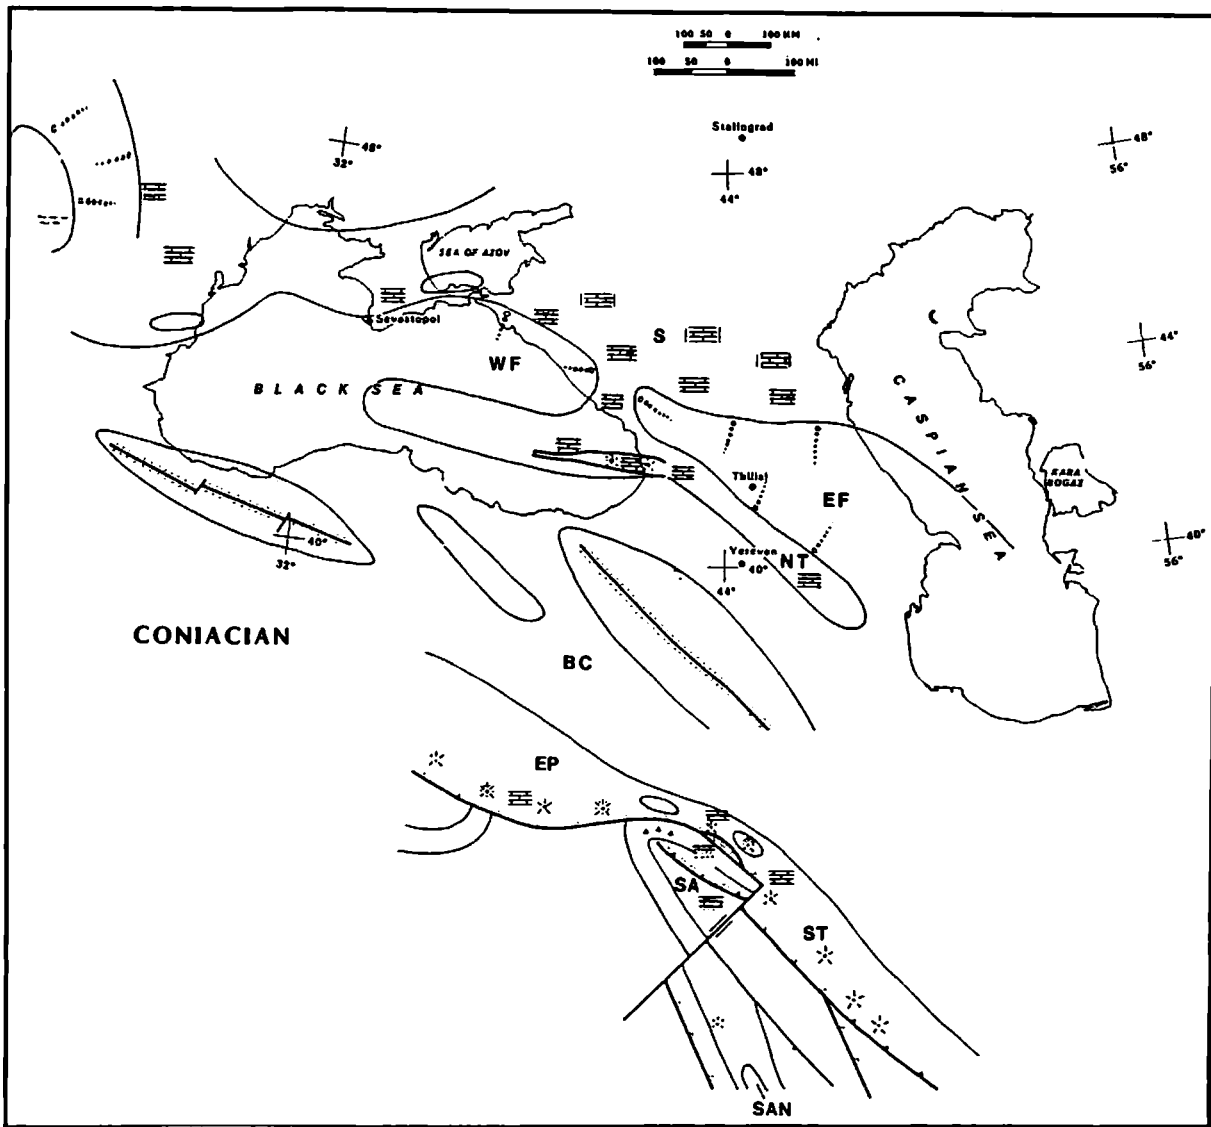 100 50 0 100 KM
100 50 0 100 MI
Stalingrad
48°
32°
48°
44°
48°
56°
SEA OF AZOV
Sevastopol
S
44°
56°
WF
BLACK SEA
CASPIAN SEA
KARA
BOGAZ
Tbilisi
EF
40°
32°
Yerevan
40°
44°
NT
40°
56°
CONIACIAN
BC
EP
SA
ST
SAN